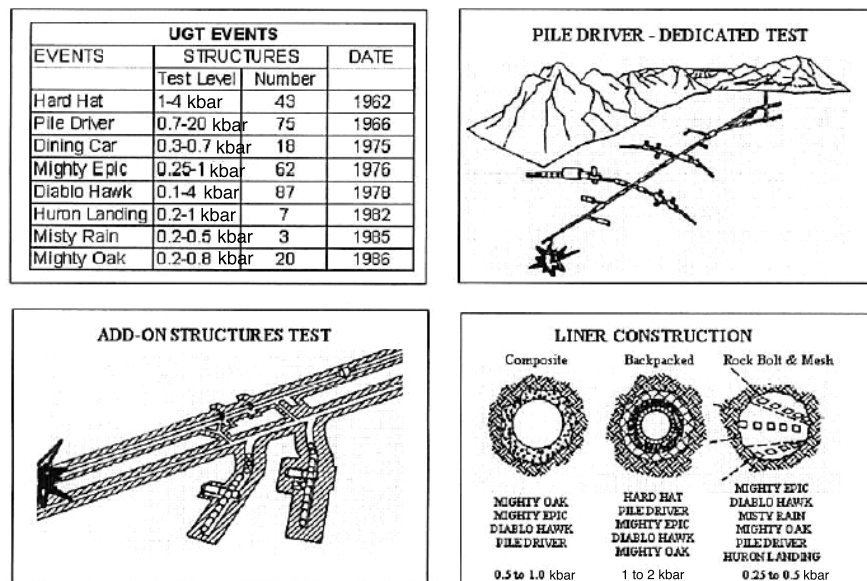 UGT EVENTS
EVENTS STRUCTURES DATE
Test Level Number
Hard Hat 1-4 kbar 43 1962
Pile Driver 0.7-20 kbar 75 1966
Dining Car 0.3-0.7 kbar 18 1975
Mighty Epic 0.25-1 kbar 62 1976
Diablo Hawk 0.1-4 kbar 87 1978
Huron Landing 0.2-1 kbar 7 1982
Misty Rain 0.2-0.5 kbar 3 1985
Mighty Oak 0.2-0.8 kbar 20 1986
PILE DRIVER - DEDICATED TEST
ADD-ON STRUCTURES TEST
LINER CONSTRUCTION
Composite Backpacked Rock Bolt & Mesh
MIGHTY OAK
MIGHTY EPIC
DIABLO HAWK
PILE DRIVER
0.5 to 1.0 kbar
HARD HAT
PILE DRIVER
MIGHTY EPIC
DIABLO HAWK
MIGHTY OAK
1 to 2 kbar
MIGHTY EPIC
DIABLO HAWK
MISTY RAIN
MIGHTY OAK
PILE DRIVER
HURON LANDING
0.25 to 0.5 kbar